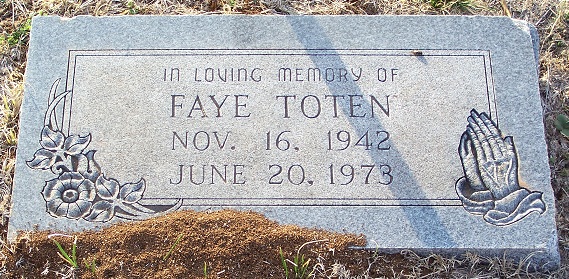 IN LOVING MEMORY OF
FAYE TOTEN
NOV. 16, 1942
JUNE 20, 1973